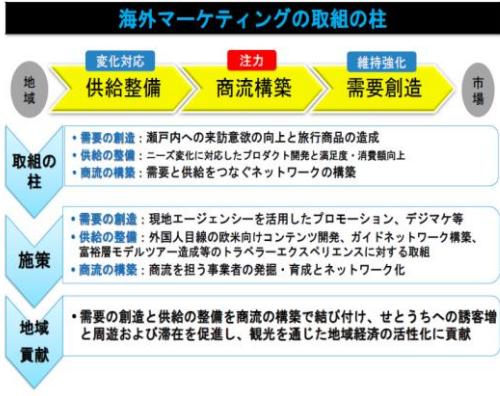 海外マーケティングの取組の柱
変化対応
注力
維持強化
地域
供給整備
商流構築
需要創造
市場
取組の柱
・需要の創造：瀬戸内への来訪意欲の向上と旅行商品の造成
・供給の整備：ニーズ変化に対応したプロダクト開発と満足度・消費額向上
・商流の構築：需要と供給をつなぐネットワークの構築
施策
・需要の創造：現地エージェンシーを活用したプロモーション、デジマケ等
・供給の整備：外国人目線の欧米向けコンテンツ開発、ガイドネットワーク構築、
富裕層モデルツアー造成等のトラベラーエクスペリエンスに対する取組
・商流の構築：商流を担う事業者の発掘・育成とネットワーク化
地域
貢献
・需要の創造と供給の整備を商流の構築で結び付け、せとうちへの誘客増
と周遊および滞在を促進し、観光を通じた地域経済の活性化に貢献